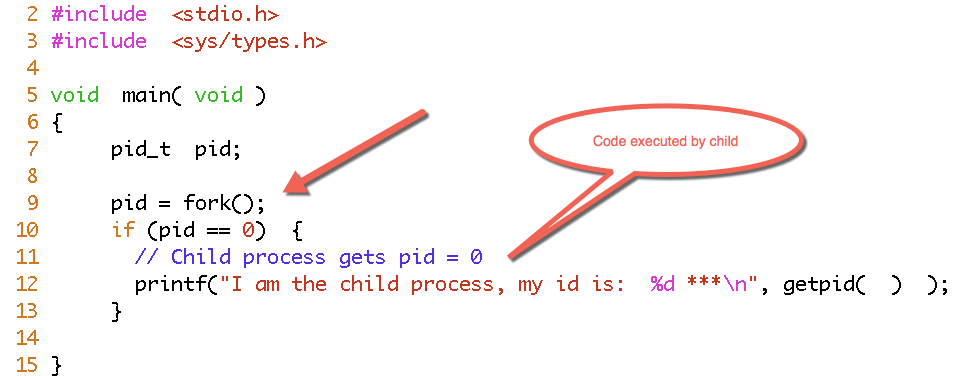 2 #include  <stdio.h>
3 #include  <sys/types.h>
4
5 void  main( void )
6 {
7      pid_t  pid;
8
9      pid = fork();
10      if (pid == 0)  {
11        // Child process gets pid = 0
12        printf("I am the child process, my id is:  %d ***\n", getpid(  )  );
13      }
14
15 }
Code executed by child